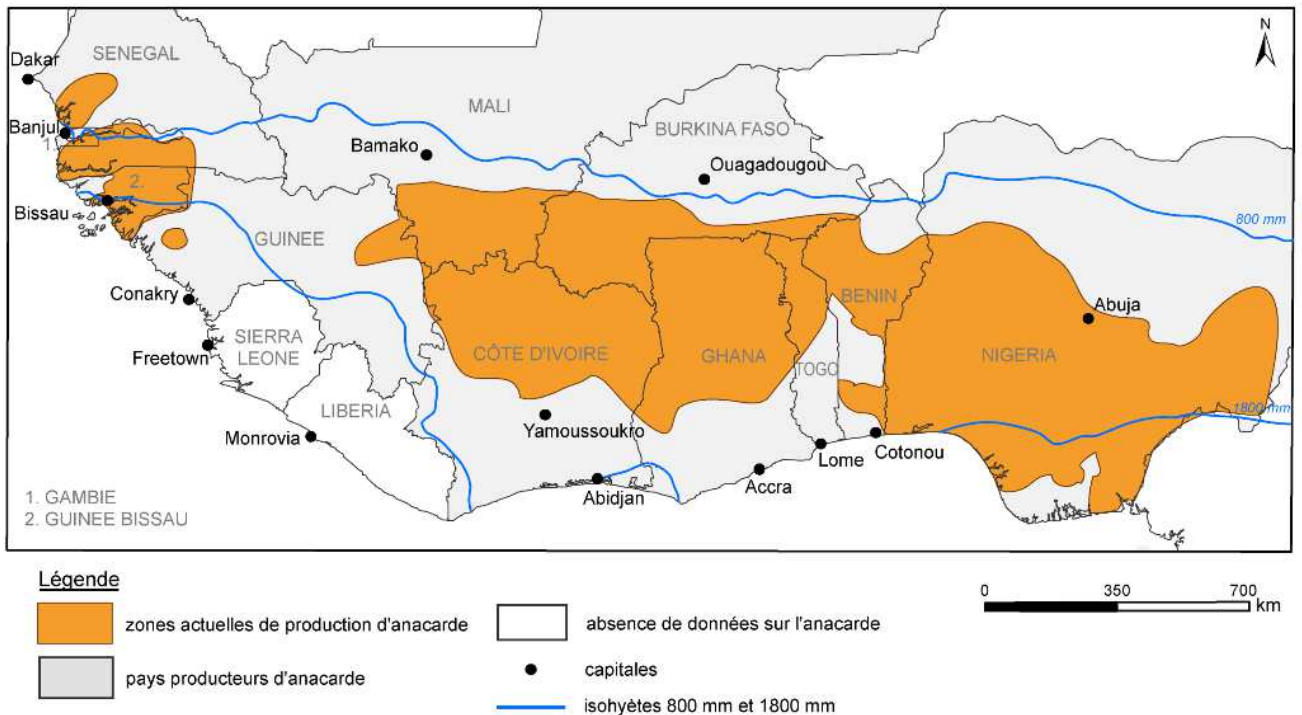 N
SENEGAL
Dakar
MALI
Banjul
1.
BURKINA FASO
Bamako
Ouagadougou
2.
Bissau
800 mm
GUINEE
Conakry
BENIN
Abuja
SIERRA
LEONE
Freetown
CÔTE D'IVOIRE
GHANA
NIGERIA
TOGO
LIBERIA
1800 mm
Yamoussoukro
Monrovia
Lome
Cotonou
Accra
Abidjan
1. GAMBIE
2. GUINEE BISSAU
Légende
zones actuelles de production d'anacarde
pays producteurs d'anacarde
absence de données sur l'anacarde
capitales
isohyètes 800 mm et 1800 mm
0 350 700
km